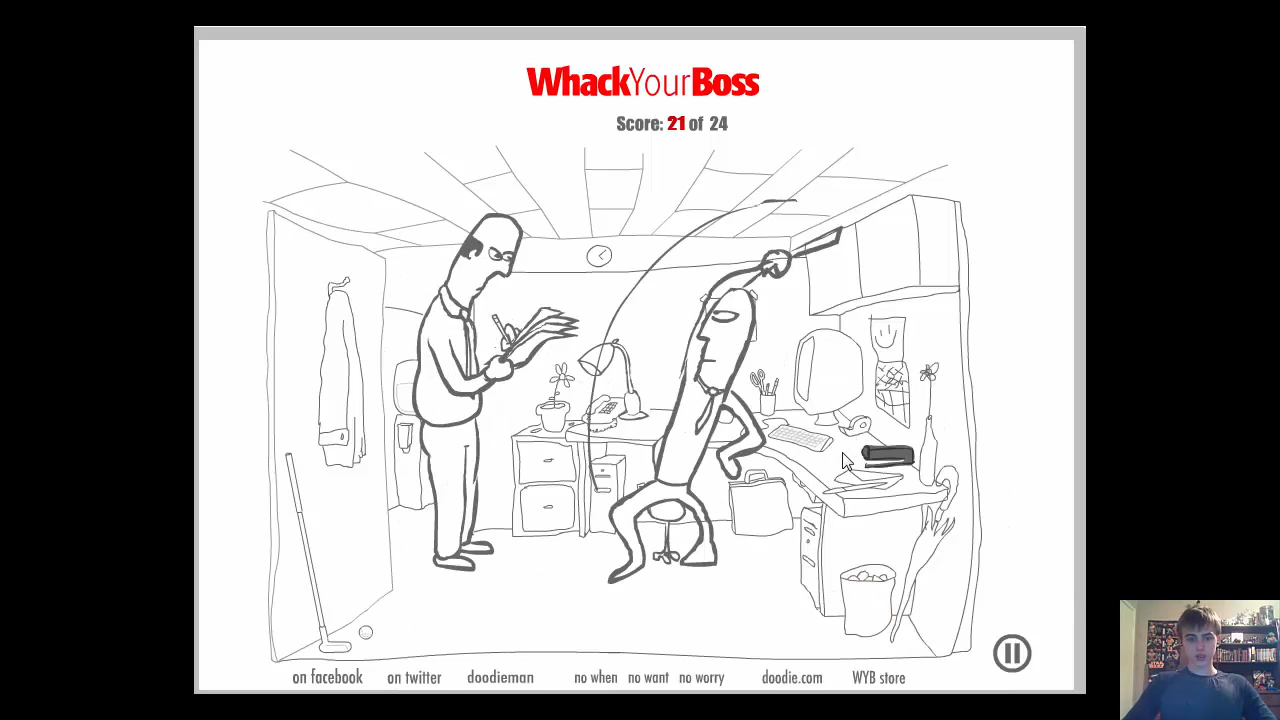 WhackYourBoss
Score: 21 of 24
on facebook on twitter doodieman no when no want no worry doodie.com WYB store